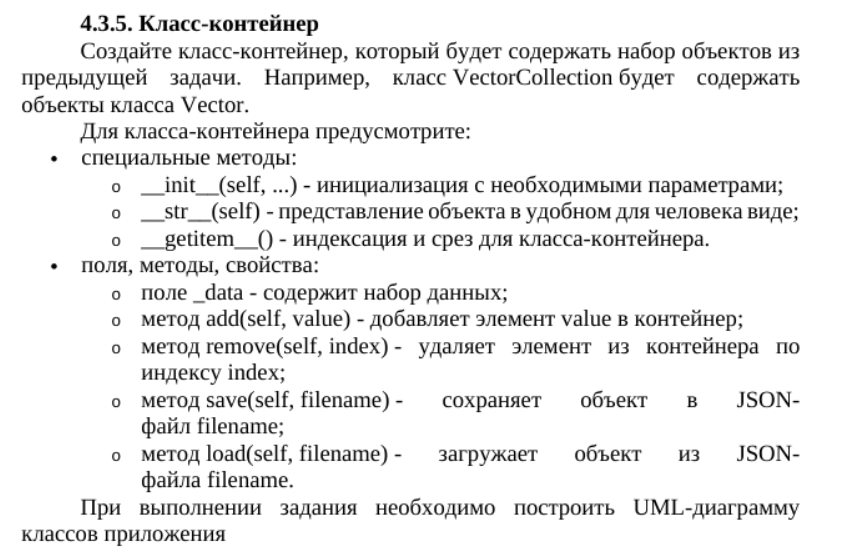 4.3.5. Класс-контейнер
Создайте класс-контейнер, который будет содержать набор объектов из
предыдущей задачи. Например, класс VectorCollection будет содержать
объекты класса Vector.
Для класса-контейнера предусмотрите:
• специальные методы:
o __init__(self, ...) - инициализация с необходимыми параметрами;
o __str__(self) - представление объекта в удобном для человека виде;
o __getitem__() - индексация и срез для класса-контейнера.
• поля, методы, свойства:
o поле _data - содержит набор данных;
o метод add(self, value) - добавляет элемент value в контейнер;
o метод remove(self, index) - удаляет элемент из контейнера по
индексу index;
o метод save(self, filename) - сохраняет объект в JSON-
файл filename;
o метод load(self, filename) - загружает объект из JSON-
файла filename.
При выполнении задания необходимо построить UML-диаграмму
классов приложения